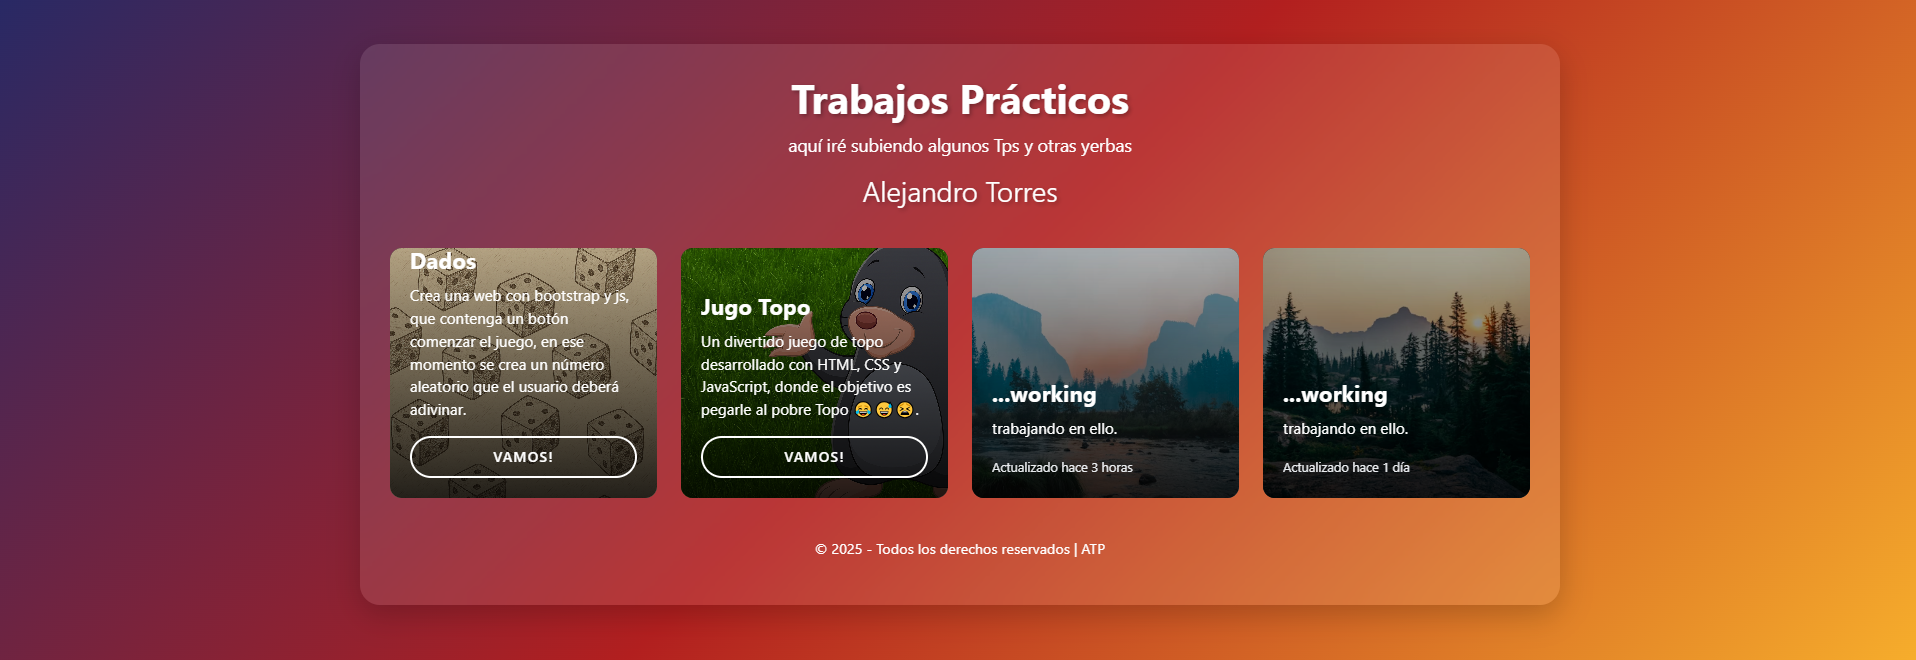 Trabajos Prácticos
aquí iré subiendo algunos Tps y otras yerbas
Alejandro Torres
Dados
Crea una web con bootstrap y js,
que contenga un botón
comenzar el juego, en ese
momento se crea un número
aleatorio que el usuario deberá
adivinar.
VAMOS!
Jugo Topo
Un divertido juego de topo
desarrollado con HTML, CSS y
JavaScript, donde el objetivo es
pegarle al pobre Topo 😂 😅 😫.
VAMOS!
...working
trabajando en ello.
Actualizado hace 3 horas
...working
trabajando en ello.
Actualizado hace 1 día
© 2025 - Todos los derechos reservados | ATP